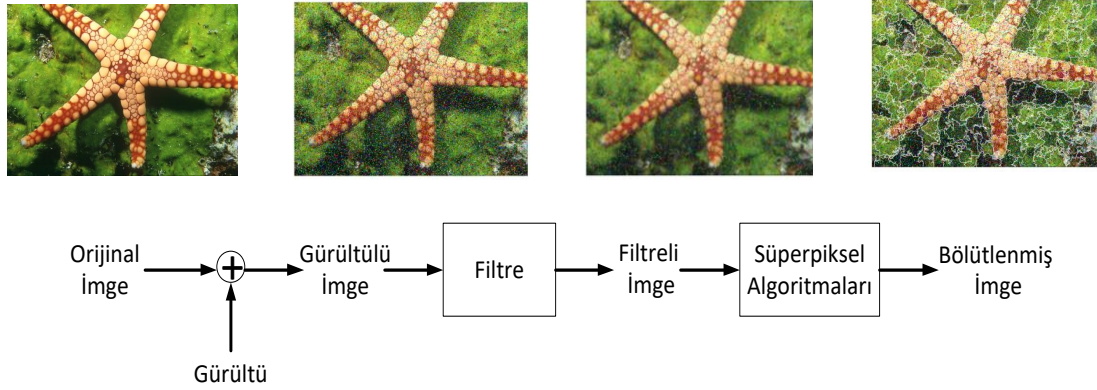 Orijinal
İmge
Gürültülü
İmge
Filtre
Filtreli
İmge
Süperpiksel
Algoritmaları
Bölütlenmiş
İmge
Gürültü